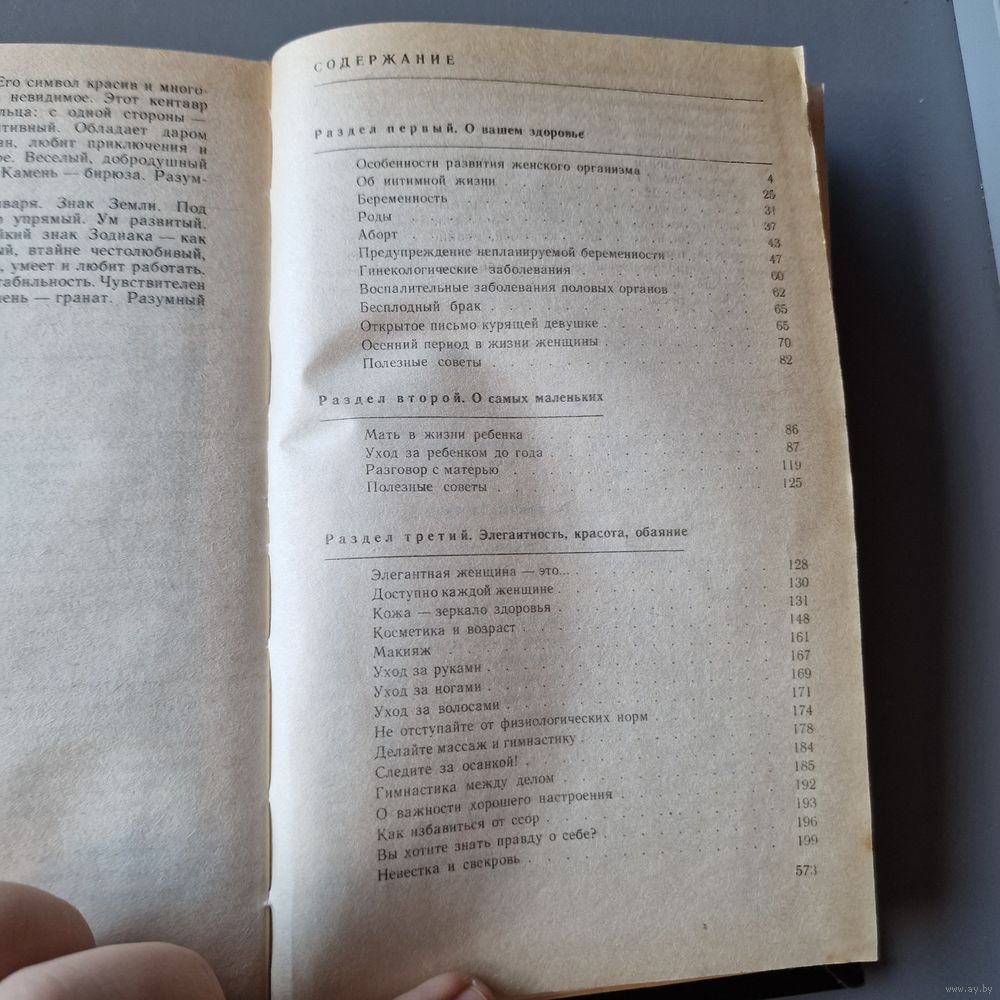 Его символ красив и много-
невидимое. Этот кентавр
льца: с одной стороны —
тивный. Обладает даром
ан, любит приключения и
ре. Веселый, добродушный
Камень — бирюза. Разум-
варя. Знак Земли. Под
о упрямый. Ум развитый.
йкий знак Зодиака — как
ый, втайне честолюбивый,
, умеет и любит работать.
табильность. Чувствителен
ень — гранат. Разумный
СОДЕРЖАНИЕ
Раздел первый. О вашем здоровье
Особенности развития женского организма 4
Об интимной жизни . . . 25
Беременность . . . 31
Роды . . . 37
Аборт . . . 43
Предупреждение непланируемой беременности . . . 47
Гинекологические заболевания . . . 60
Воспалительные заболевания половых органов . . . 62
Бесплодный брак . . . 65
Открытое письмо курящей девушке . . . 65
Осенний период в жизни женщины . . . 70
Полезные советы . . . 82
Раздел второй. О самых маленьких
Мать в жизни ребенка . . . 86
Уход за ребенком до года . . . 87
Разговор с матерью . . . 119
Полезные советы . . . 125
Раздел третий. Элегантность, красота, обаяние
Элегантная женщина — это... . . . 128
Доступно каждой женщине . . . 130
Кожа — зеркало здоровья . . . 131
Косметика и возраст . . . 148
Макияж . . . 161
Уход за руками . . . 167
Уход за ногами . . . 169
Уход за волосами . . . 171
Не отступайте от физиологических норм . . . 174
Делайте массаж и гимнастику . . . 178
Следите за осанкой! . . . 184
Гимнастика между делом . . . 185
О важности хорошего настроения . . . 192
Как избавиться от ссор . . . 193
Вы хотите знать правду о себе? . . . 196
Невестка и свекровь . . . 199
573
www.ay.by